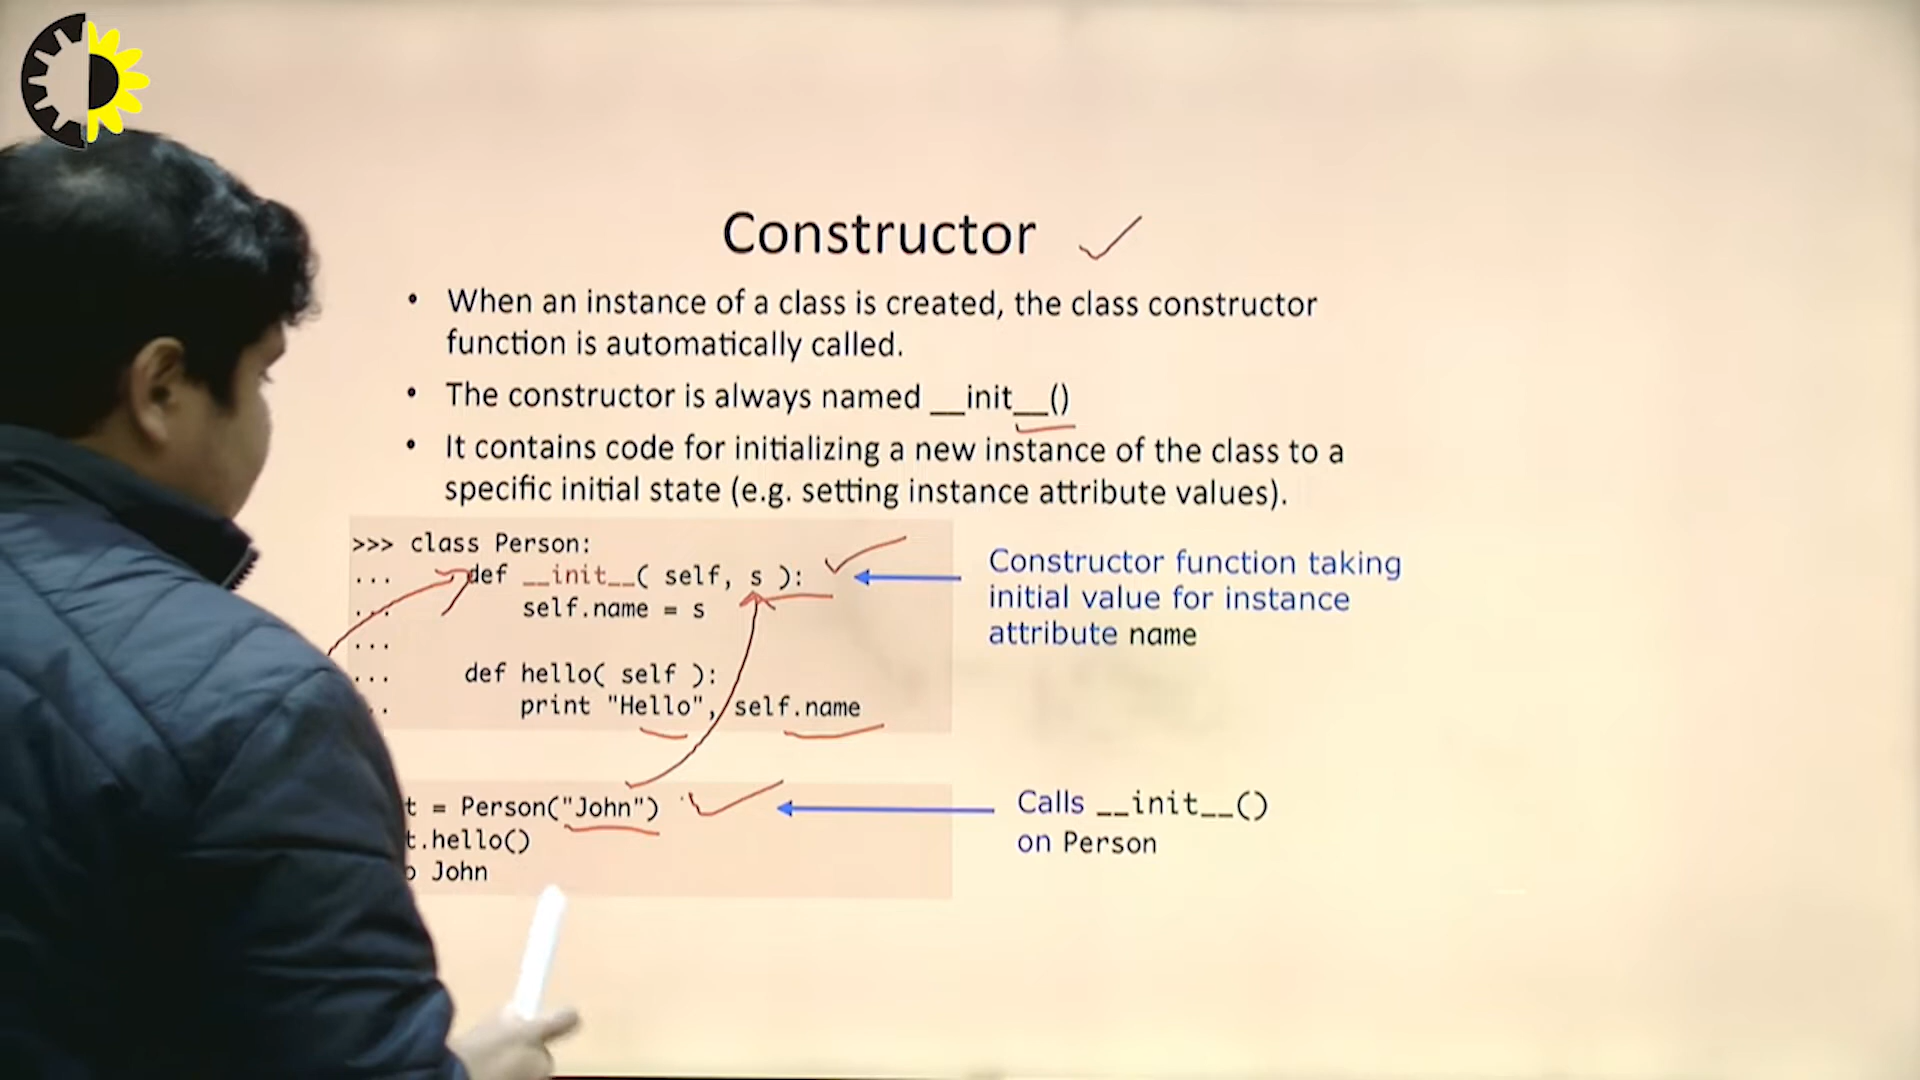 Constructor
• When an instance of a class is created, the class constructor
function is automatically called.
• The constructor is always named __init__()
• It contains code for initializing a new instance of the class to a
specific initial state (e.g. setting instance attribute values).
>>> class Person:
... def __init__( self, s ):
... self.name = s
...
... def hello( self ):
.. print "Hello", self.name
Constructor function taking
initial value for instance
attribute name
t = Person("John")
t.hello()
John
Calls __init__()
on Person